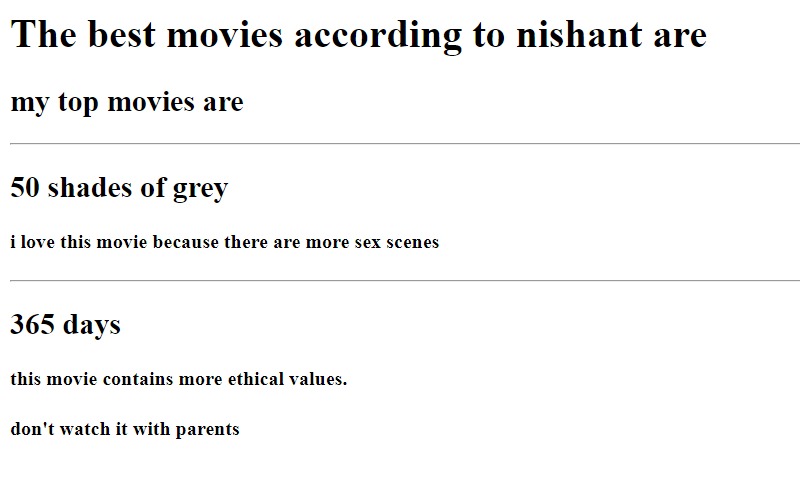 The best movies according to nishant are
my top movies are
50 shades of grey
i love this movie because there are more sex scenes
365 days
this movie contains more ethical values.
don't watch it with parents